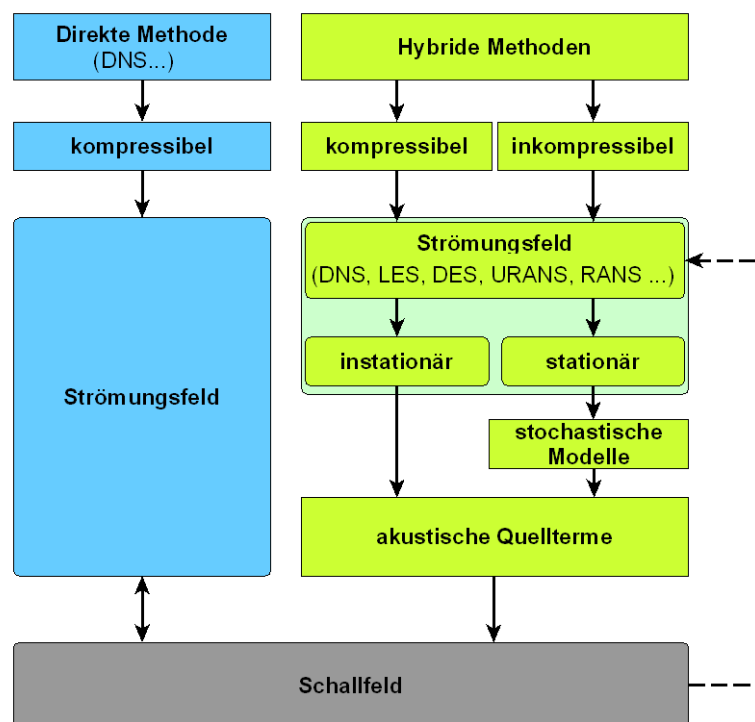 Direkte Methode
(DNS...)
Hybride Methoden
kompressibel
kompressibel
inkompressibel
Strömungsfeld
Strömungsfeld
(DNS, LES, DES, URANS, RANS ...)
instationär
stationär
stochastische
Modelle
akustische Quellterme
Schallfeld